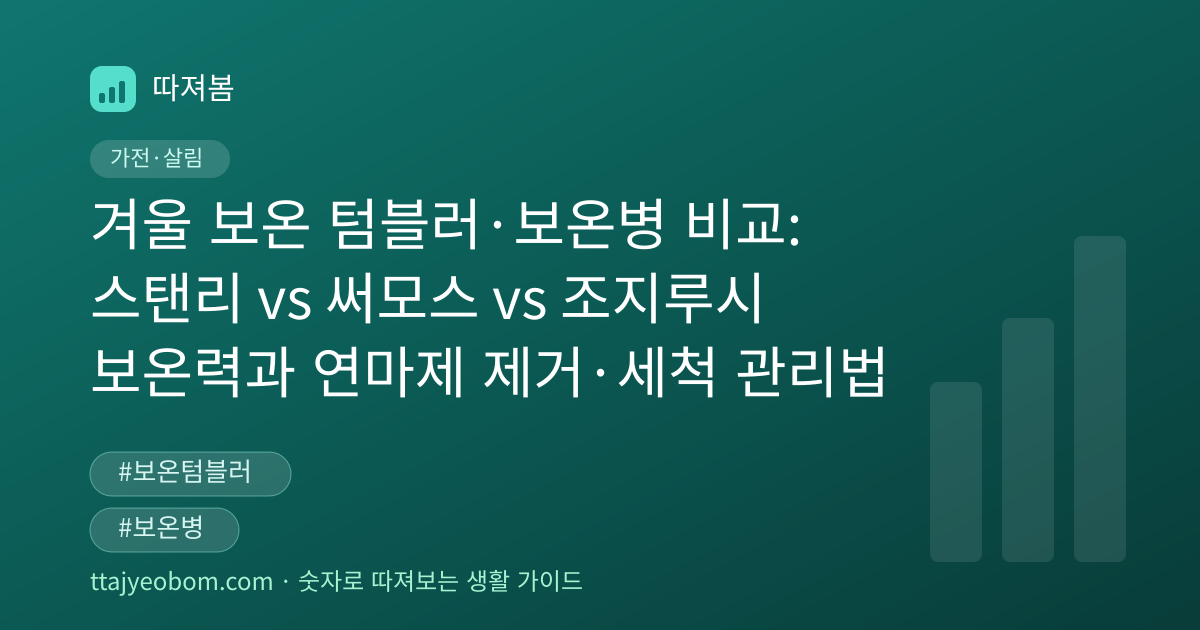 따져봄
가전·살림
겨울 보온 텀블러·보온병 비교:
스탠리 vs 써모스 vs 조지루시
보온력과 연마제 제거·세척 관리법
#보온텀블러
#보온병
ttajyeobom.com · 숫자로 따져보는 생활 가이드